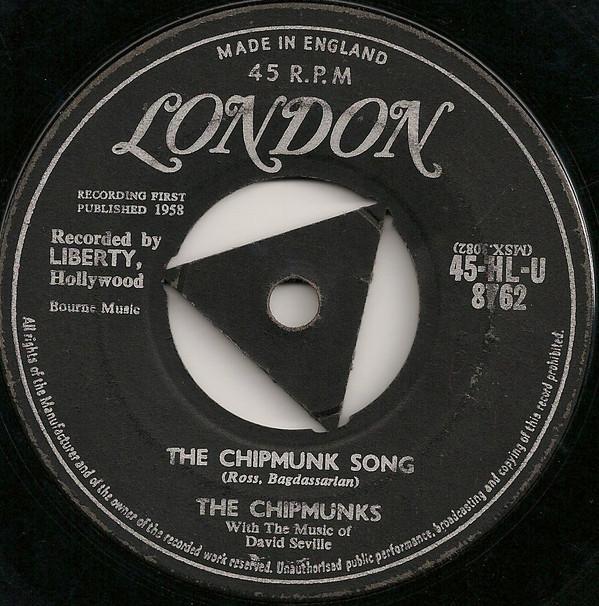 MADE IN ENGLAND
45 R.P.M
LONDON
RECORDING FIRST
PUBLISHED 1958
Recorded by
LIBERTY,
Hollywood
Bourne Music
(MSX. 3082)
45-HL-U
8762
THE CHIPMUNK SONG
(Ross, Bagdassarian)
THE CHIPMUNKS
With The Music of
David Seville
All rights of the Manufacturer and of the owner of the recorded work reserved. Unauthorised public performance, broadcasting and copying of this record prohibited.